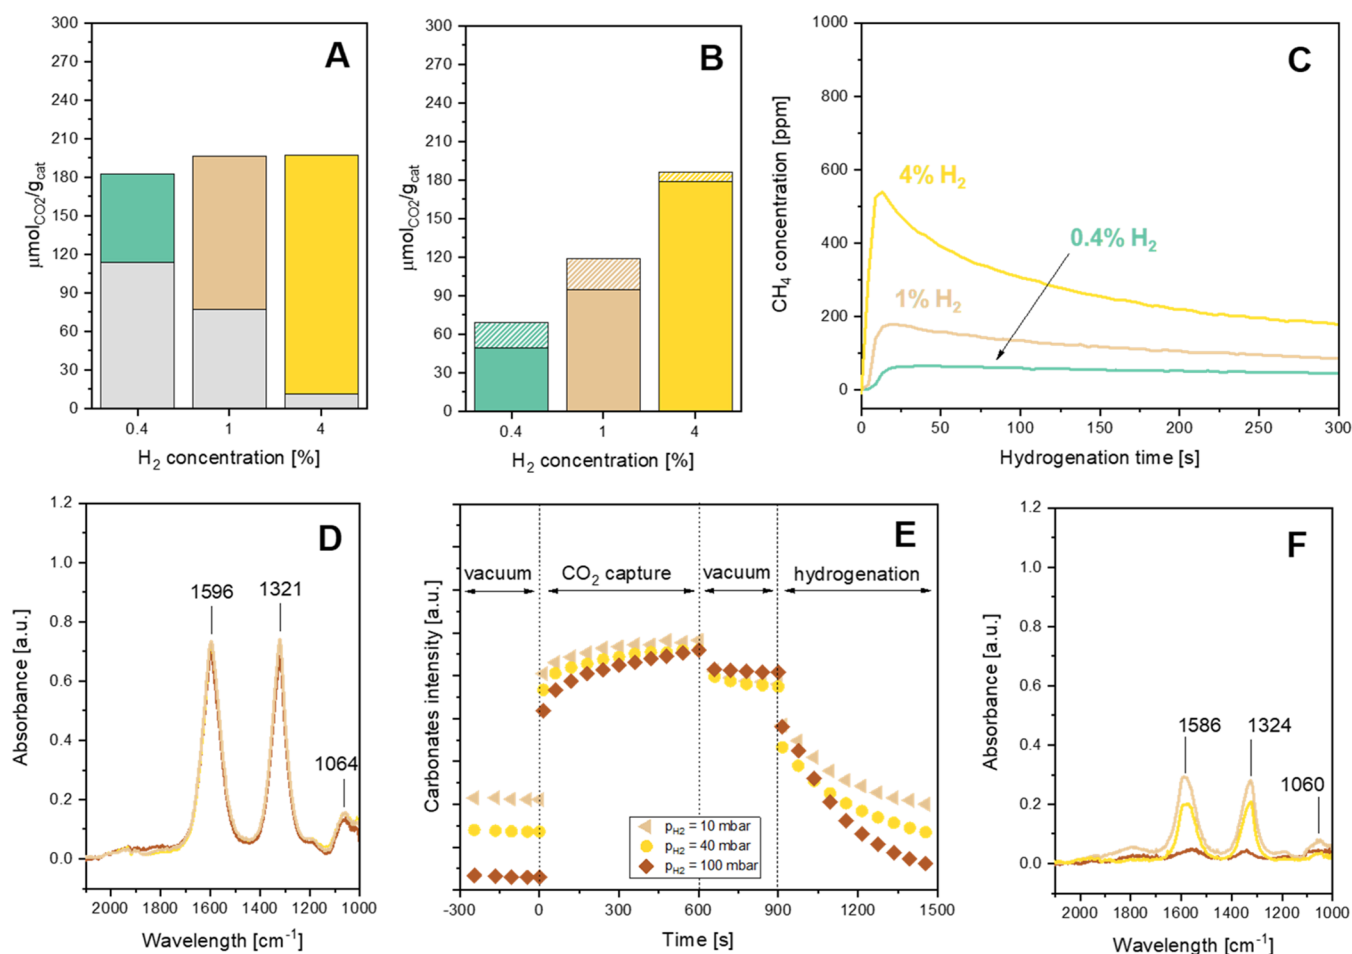 A
300
270
240
210
180
150
120
90
60
30
0
μmol_CO2/g_cat
0.4 1 4
H₂ concentration [%]
B
300
270
240
210
180
150
120
90
60
30
0
μmol_CO2/g_cat
0.4 1 4
H₂ concentration [%]
C
1000
800
600
400
200
0
CH₄ concentration [ppm]
4% H₂
0.4% H₂
1% H₂
0 50 100 150 200 250 300
Hydrogenation time [s]
D
1.2
1.0
0.8
0.6
0.4
0.2
0.0
Absorbance [a.u.]
1596
1321
1064
2000 1800 1600 1400 1200 1000
Wavelength [cm⁻¹]
E
Carbonates intensity [a.u.]
vacuum CO₂ capture vacuum hydrogenation
p_H2 = 10 mbar
p_H2 = 40 mbar
p_H2 = 100 mbar
-300 0 300 600 900 1200 1500
Time [s]
F
1.2
1.0
0.8
0.6
0.4
0.2
0.0
Absorbance [a.u.]
1586
1324
1060
2000 1800 1600 1400 1200 1000
Wavelength [cm⁻¹]